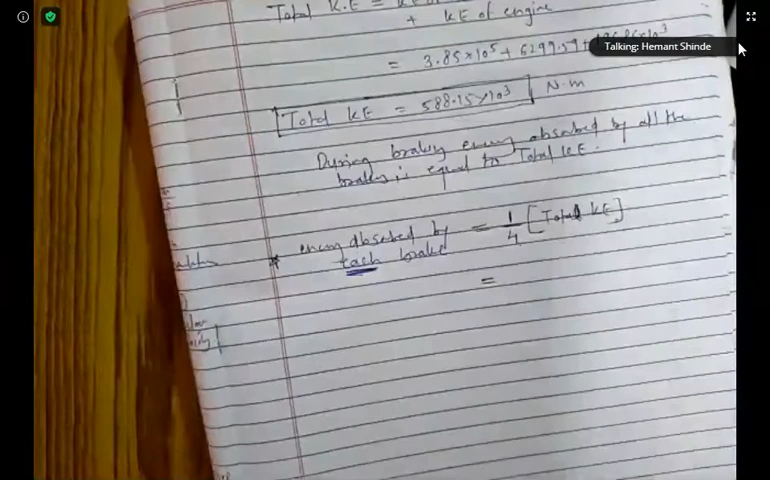 Total K.E =
+ KE of engine
= 3.85×10⁵ + 6299.59 +
Talking: Hemant Shinde
Total KE = 588.15×10³ N·m
During braking energy absorbed by all the
brakes is equal to Total KE.
* energy absorbed by = 1/4 [Total KE]
each brake
=